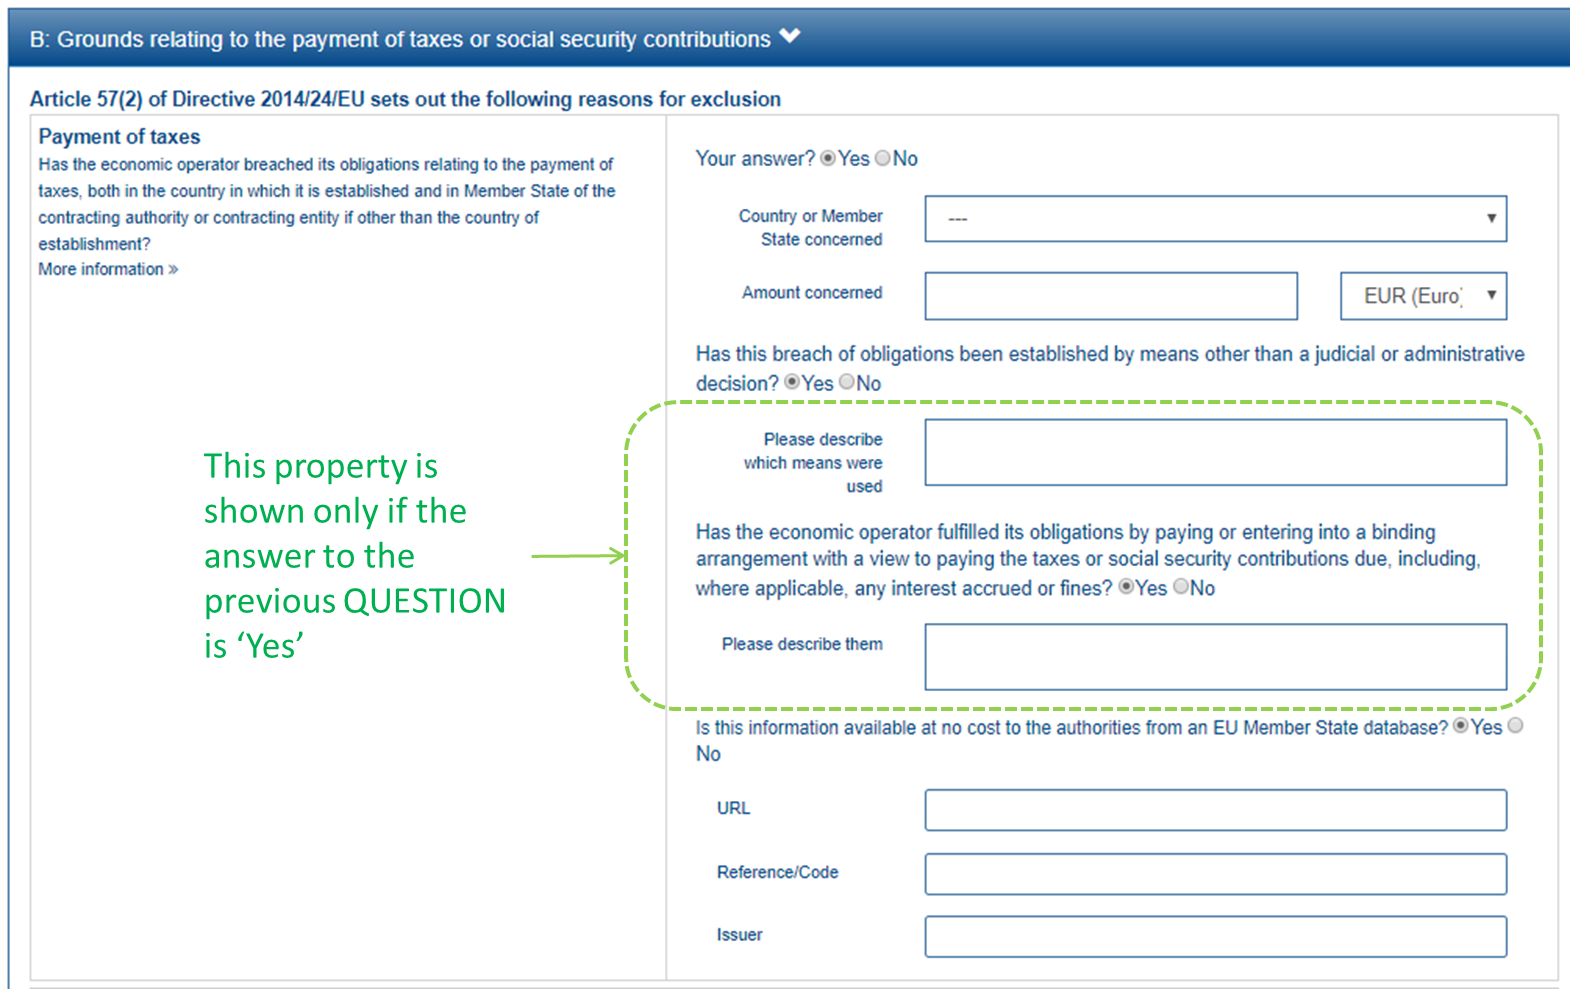 B: Grounds relating to the payment of taxes or social security contributions
Article 57(2) of Directive 2014/24/EU sets out the following reasons for exclusion
Payment of taxes
Has the economic operator breached its obligations relating to the payment of
taxes, both in the country in which it is established and in Member State of the
contracting authority or contracting entity if other than the country of
establishment?
More information »
Your answer? Yes No
Country or Member
State concerned
---
Amount concerned
EUR (Euro)
Has this breach of obligations been established by means other than a judicial or administrative
decision? Yes No
This property is
shown only if the
answer to the
previous QUESTION
is ‘Yes’
Please describe
which means were
used
Has the economic operator fulfilled its obligations by paying or entering into a binding
arrangement with a view to paying the taxes or social security contributions due, including,
where applicable, any interest accrued or fines? Yes No
Please describe them
Is this information available at no cost to the authorities from an EU Member State database? Yes
No
URL
Reference/Code
Issuer